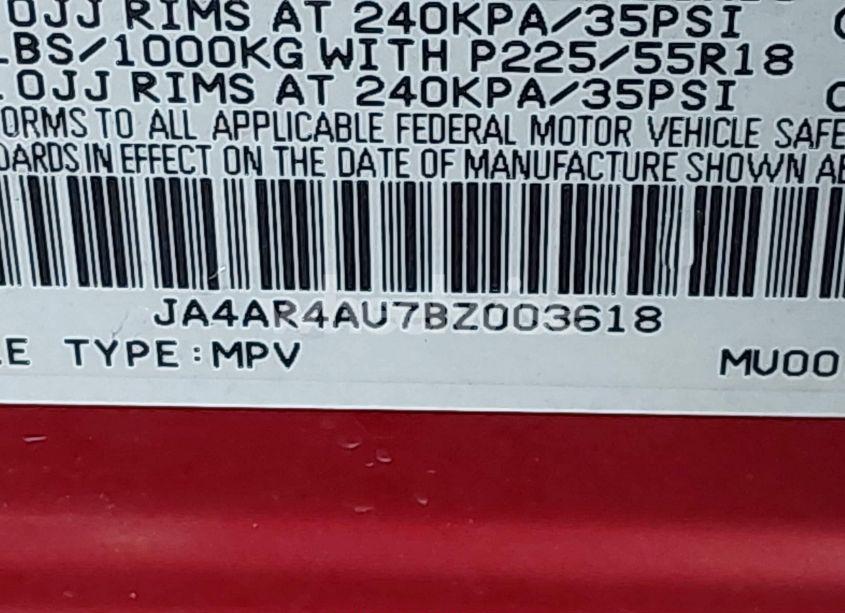 0JJ RIMS AT 240KPA/35PSI
LBS/1000KG WITH P225/55R18
.0JJ RIMS AT 240KPA/35PSI
ORMS TO ALL APPLICABLE FEDERAL MOTOR VEHICLE SAFE
DARDS IN EFFECT ON THE DATE OF MANUFACTURE SHOWN AB
JA4AR4AU7BZ003618
LE TYPE:MPV MU00